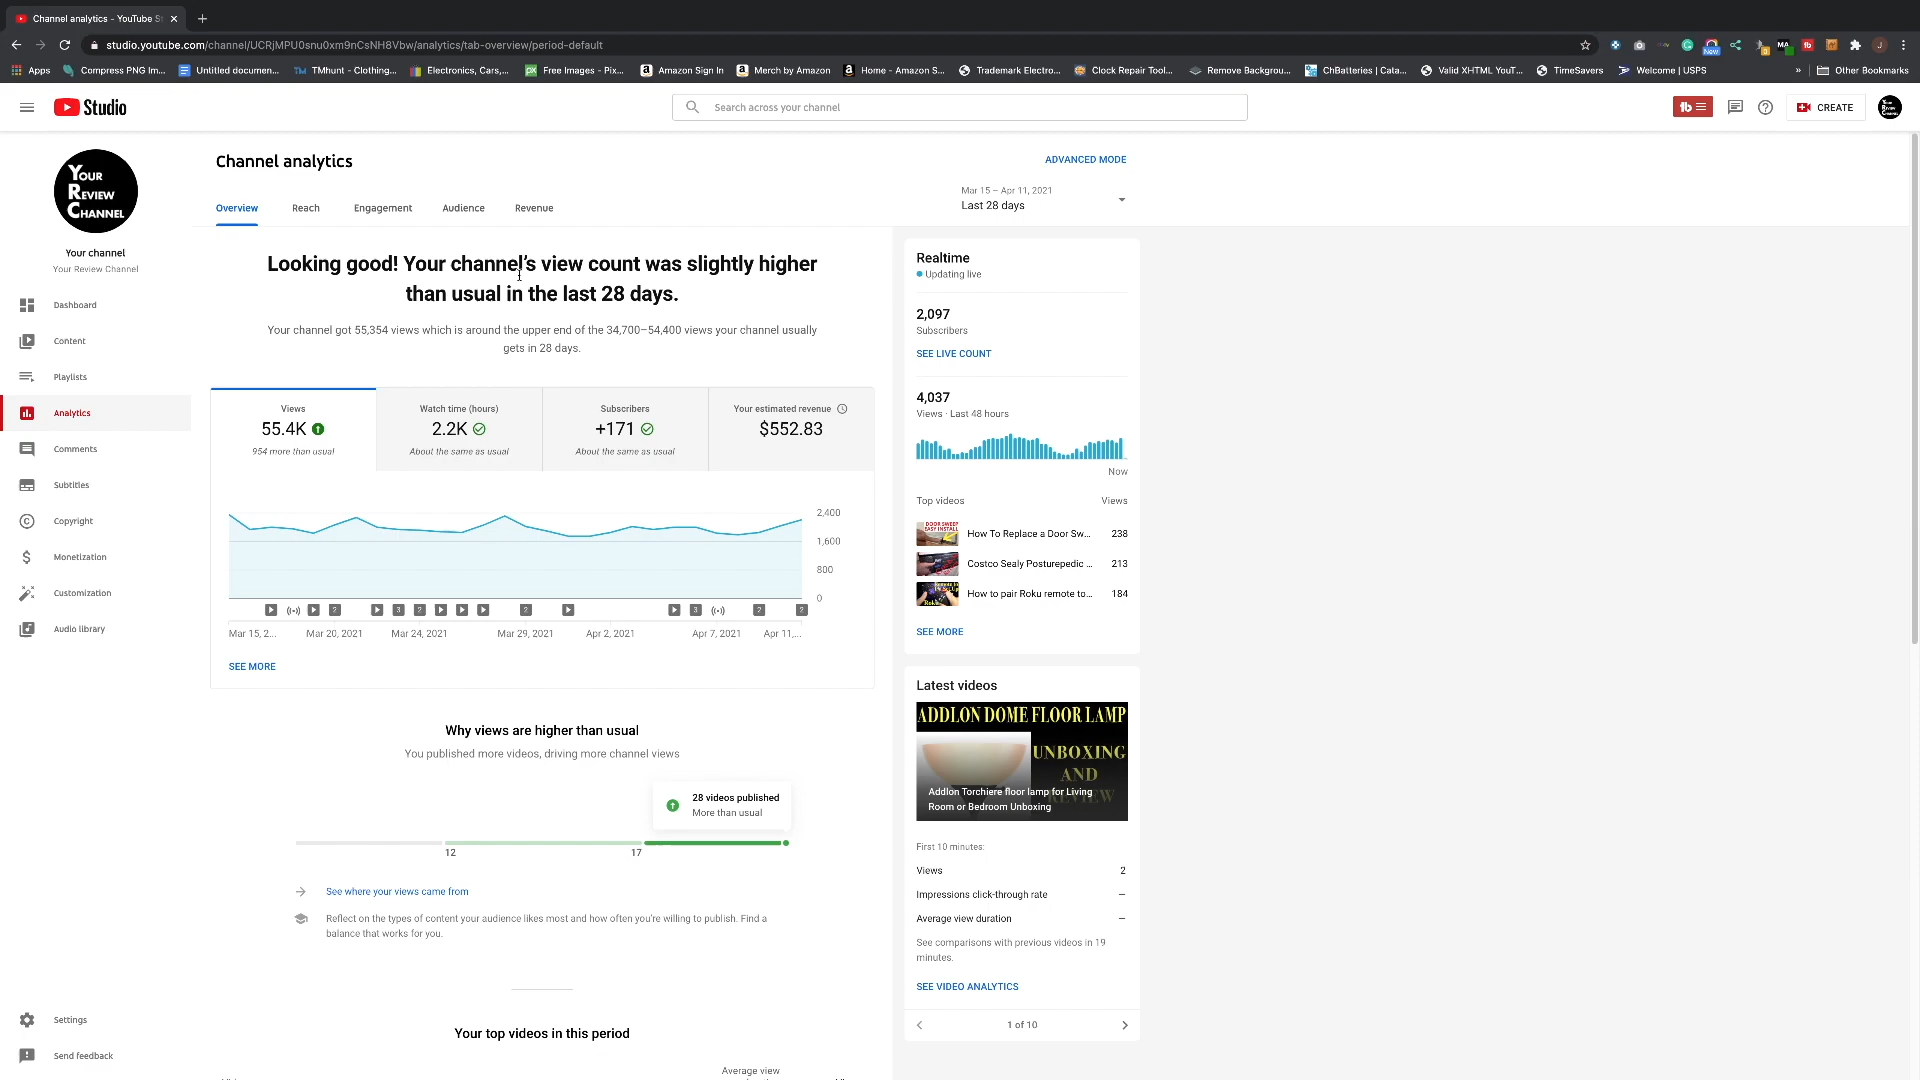 Channel analytics - YouTube St
studio.youtube.com/channel/UCRjMPU0snu0xm9nCsNH8Vbw/analytics/tab-overview/period-default
Apps
Compress PNG Im...
Untitled documen...
TMhunt - Clothing...
Electronics, Cars,...
Free Images - Pix...
Amazon Sign In
Merch by Amazon
Home - Amazon S...
Trademark Electro...
Clock Repair Tool...
Remove Backgrou...
ChBatteries | Cata...
Valid XHTML YouT...
TimeSavers
Welcome | USPS
»
Other Bookmarks
Studio
Search across your channel
CREATE
YOUR
REVIEW
CHANNEL
Your channel
Your Review Channel
Dashboard
Content
Playlists
Analytics
Comments
Subtitles
Copyright
Monetization
Customization
Audio library
Settings
Send feedback
Channel analytics
ADVANCED MODE
Overview
Reach
Engagement
Audience
Revenue
Mar 15 – Apr 11, 2021
Last 28 days
Looking good! Your channel's view count was slightly higher
than usual in the last 28 days.
Your channel got 55,354 views which is around the upper end of the 34,700–54,400 views your channel usually
gets in 28 days.
Views
55.4K
954 more than usual
Watch time (hours)
2.2K
About the same as usual
Subscribers
+171
About the same as usual
Your estimated revenue
$552.83
2,400
1,600
800
0
2 3 2 2 3 2 2
Mar 15, 2... Mar 20, 2021 Mar 24, 2021 Mar 29, 2021 Apr 2, 2021 Apr 7, 2021 Apr 11,...
SEE MORE
Why views are higher than usual
You published more videos, driving more channel views
28 videos published
More than usual
12 17
See where your views came from
Reflect on the types of content your audience likes most and how often you're willing to publish. Find a
balance that works for you.
Your top videos in this period
Average view
Realtime
Updating live
2,097
Subscribers
SEE LIVE COUNT
4,037
Views · Last 48 hours
Now
Top videos Views
DOOR SWEEP
EASY INSTALL
How To Replace a Door Sw... 238
Costco Sealy Posturepedic ... 213
How to pair Roku remote to... 184
SEE MORE
Latest videos
ADDLON DOME FLOOR LAMP
UNBOXING
AND
REVIEW
Addlon Torchiere floor lamp for Living
Room or Bedroom Unboxing
First 10 minutes:
Views 2
Impressions click-through rate –
Average view duration –
See comparisons with previous videos in 19
minutes.
SEE VIDEO ANALYTICS
1 of 10